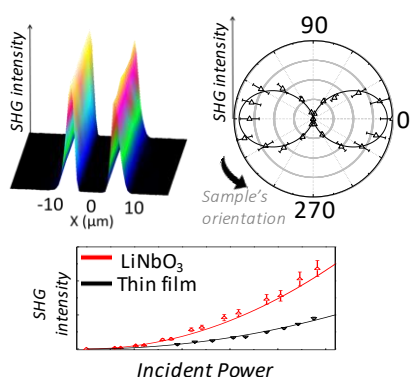 SHG intensity
-10 0 10
X (μm)
SHG intensity
90
0
270
Sample's
orientation
LiNbO₃
Thin film
SHG
intensity
Incident Power